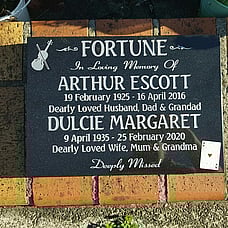 FORTUNE
In Loving Memory Of
ARTHUR ESCOTT
19 February 1925 - 16 April 2016
Dearly Loved Husband, Dad & Grandad
DULCIE MARGARET
9 April 1935 - 25 February 2020
Dearly Loved Wife, Mum & Grandma
Deeply Missed